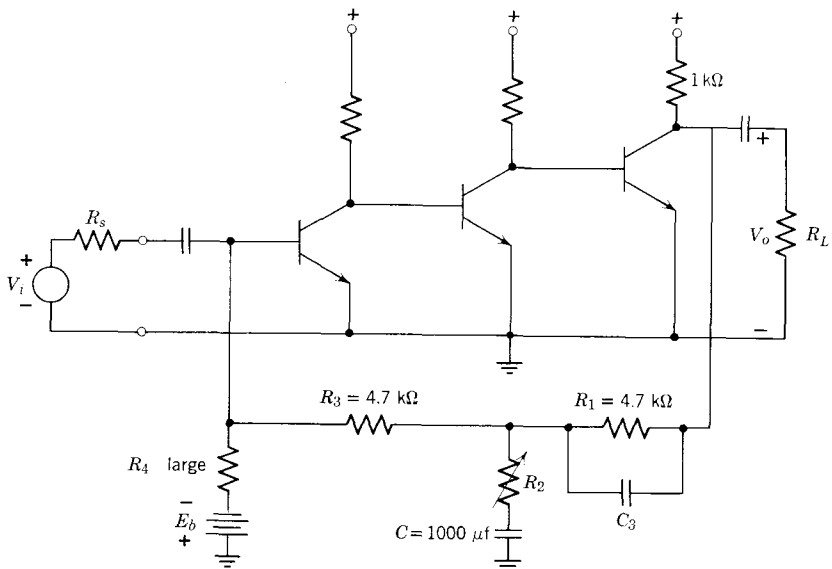 +
+
+
1 kΩ
+
R_s
+
V_i
−
V_o
R_L
−
R_3 = 4.7 kΩ
R_1 = 4.7 kΩ
R_4 large
R_2
−
E_b
+
C = 1000 μf
C_3